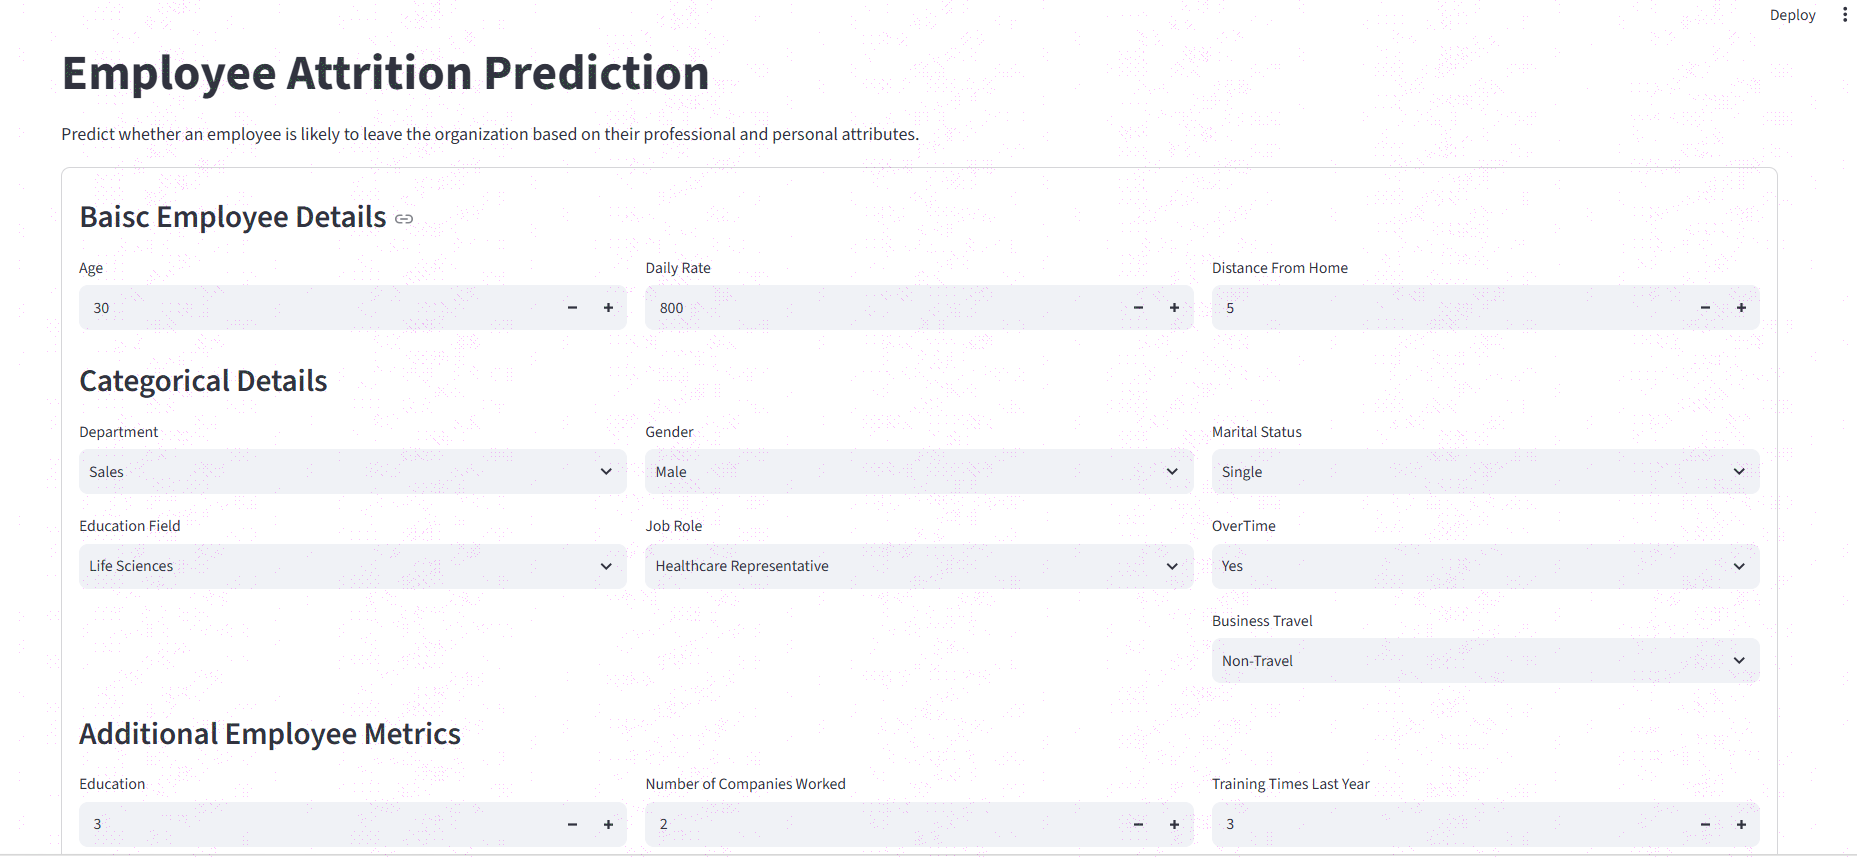 Deploy
Employee Attrition Prediction
Predict whether an employee is likely to leave the organization based on their professional and personal attributes.
Baisc Employee Details
Age Daily Rate Distance From Home
30 800 5
Categorical Details
Department Gender Marital Status
Sales Male Single
Education Field Job Role OverTime
Life Sciences Healthcare Representative Yes
Business Travel
Non-Travel
Additional Employee Metrics
Education Number of Companies Worked Training Times Last Year
3 2 3